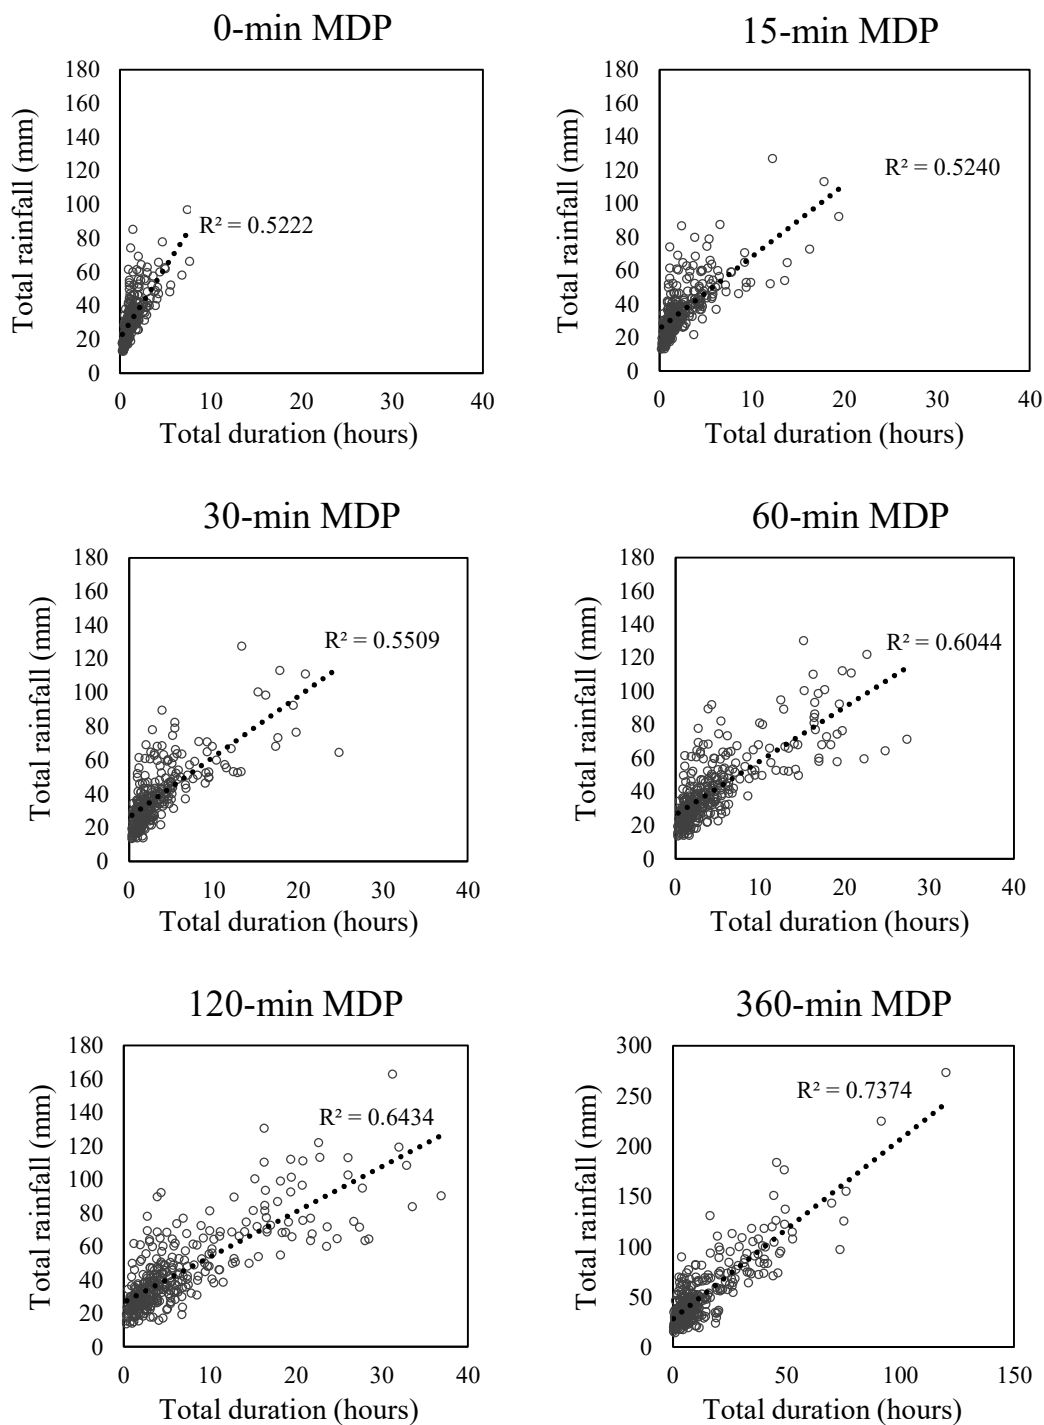 0-min MDP
180
160
140
120
100
80
60
40
20
0
Total rainfall (mm)
R² = 0.5222
0 10 20 30 40
Total duration (hours)
15-min MDP
180
160
140
120
100
80
60
40
20
0
Total rainfall (mm)
R² = 0.5240
0 10 20 30 40
Total duration (hours)
30-min MDP
180
160
140
120
100
80
60
40
20
0
Total rainfall (mm)
R² = 0.5509
0 10 20 30 40
Total duration (hours)
60-min MDP
180
160
140
120
100
80
60
40
20
0
Total rainfall (mm)
R² = 0.6044
0 10 20 30 40
Total duration (hours)
120-min MDP
180
160
140
120
100
80
60
40
20
0
Total rainfall (mm)
R² = 0.6434
0 10 20 30 40
Total duration (hours)
360-min MDP
300
250
200
150
100
50
0
Total rainfall (mm)
R² = 0.7374
0 50 100 150
Total duration (hours)